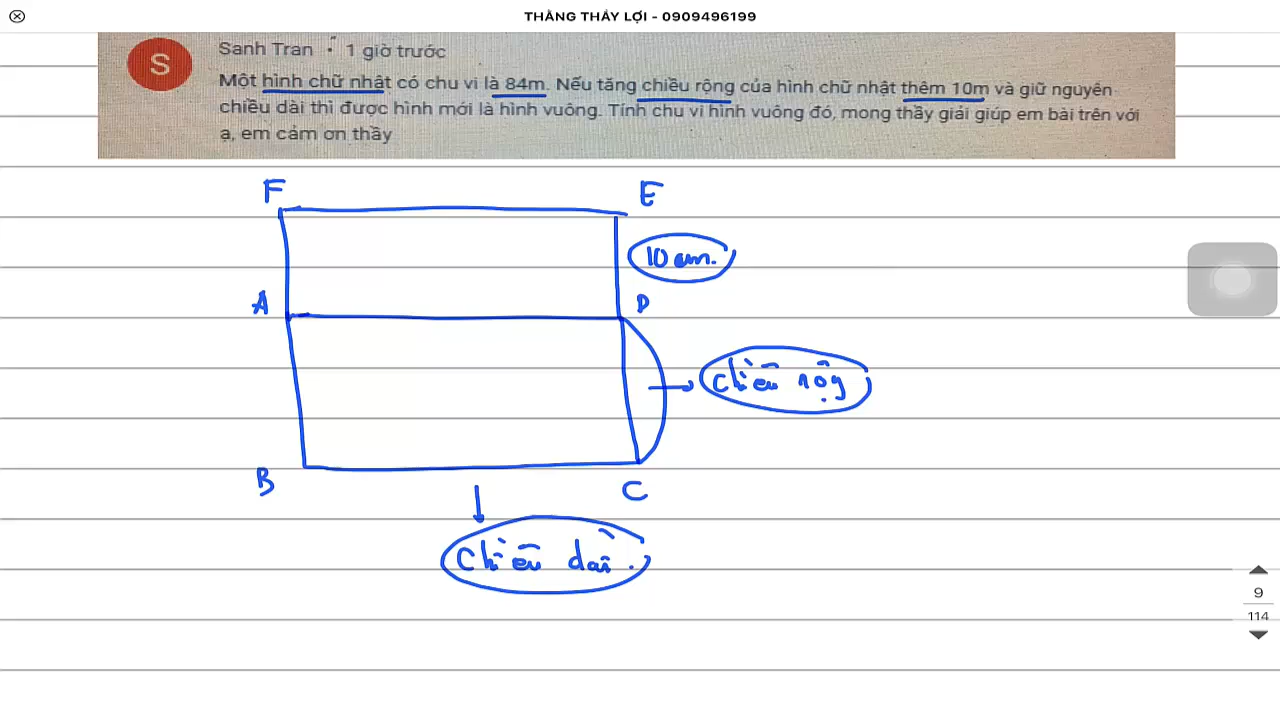 THẦNG THẦY LỢI - 0909496199
S
Sanh Tran · 1 giờ trước
Một hình chữ nhật có chu vi là 84m. Nếu tăng chiều rộng của hình chữ nhật thêm 10m và giữ nguyên
chiều dài thì được hình mới là hình vuông. Tính chu vi hình vuông đó, mong thầy giải giúp em bài trên với
ạ, em cảm ơn thầy
F E
10 cm.
A D
chiều rộng
B C
chiều dài.
9
114